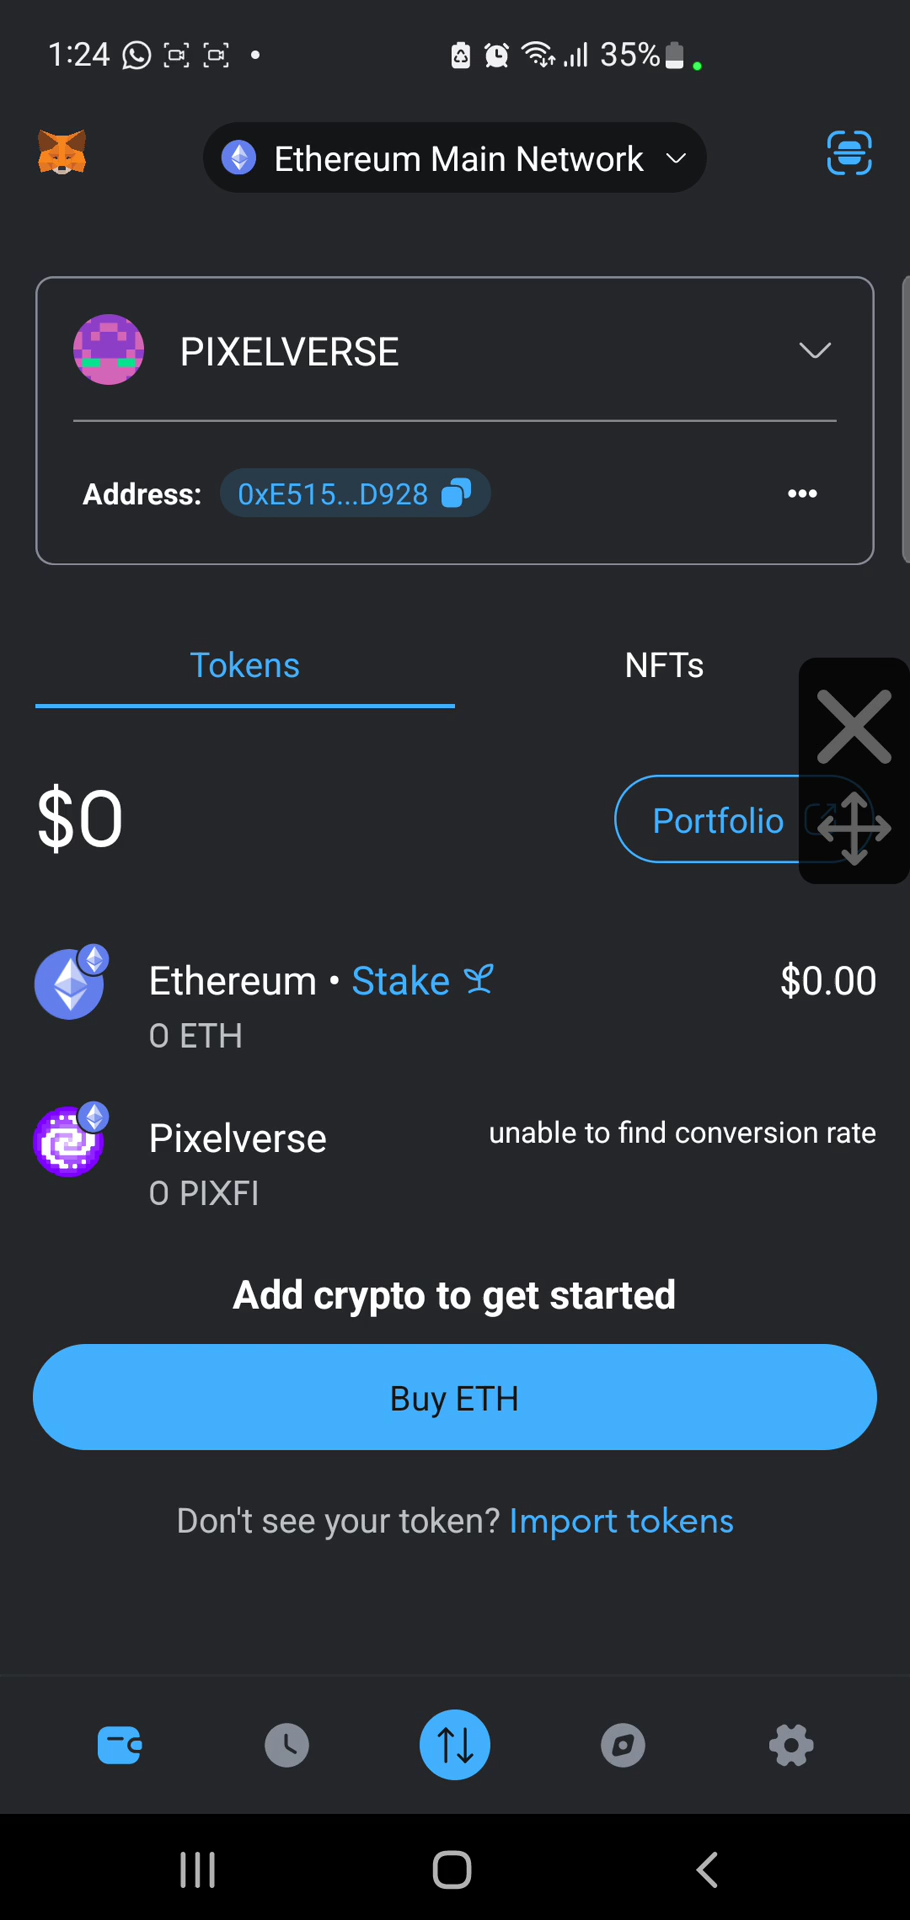 1:24
35%
Ethereum Main Network
PIXELVERSE
Address: 0xE515...D928
Tokens
NFTs
$0
Portfolio
Ethereum • Stake
$0.00
0 ETH
Pixelverse
unable to find conversion rate
0 PIXFI
Add crypto to get started
Buy ETH
Don't see your token? Import tokens